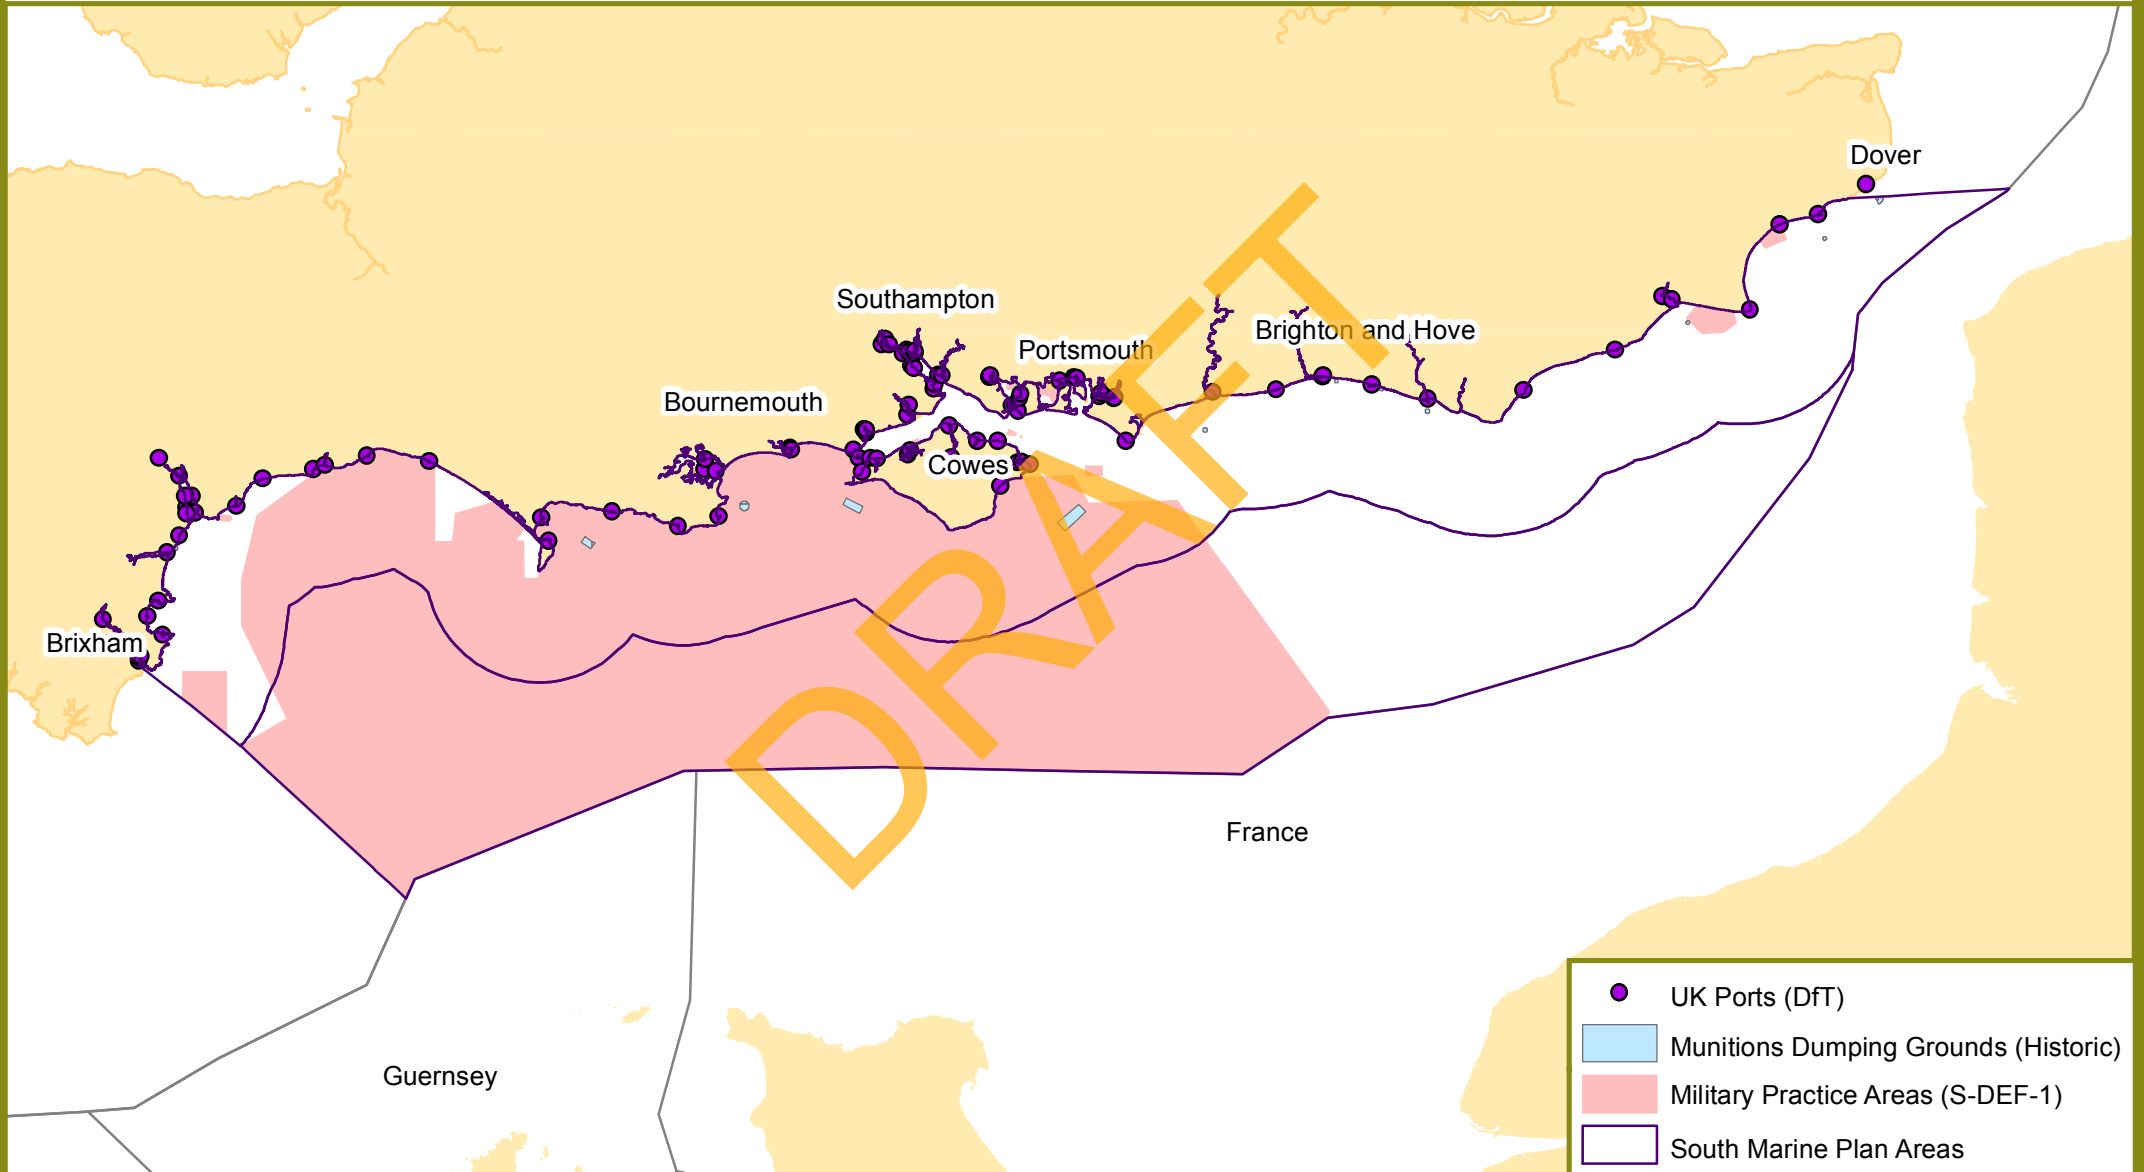 Dover
Southampton
Brighton and Hove
Portsmouth
Bournemouth
Cowes
Brixham
DRAFT
France
Guernsey
UK Ports (DfT)
Munitions Dumping Grounds (Historic)
Military Practice Areas (S-DEF-1)
South Marine Plan Areas